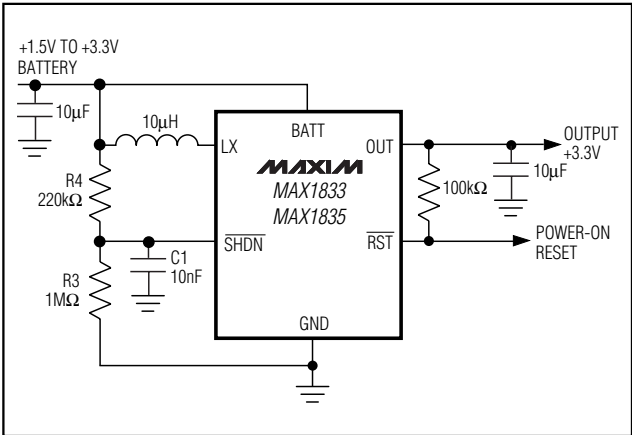 +1.5V TO +3.3V
BATTERY
10µF
10µH
LX
BATT
OUT
OUTPUT
+3.3V
MAXIM
MAX1833
MAX1835
R4
220kΩ
100kΩ
10µF
SHDN
RST
POWER-ON
RESET
C1
10nF
R3
1MΩ
GND